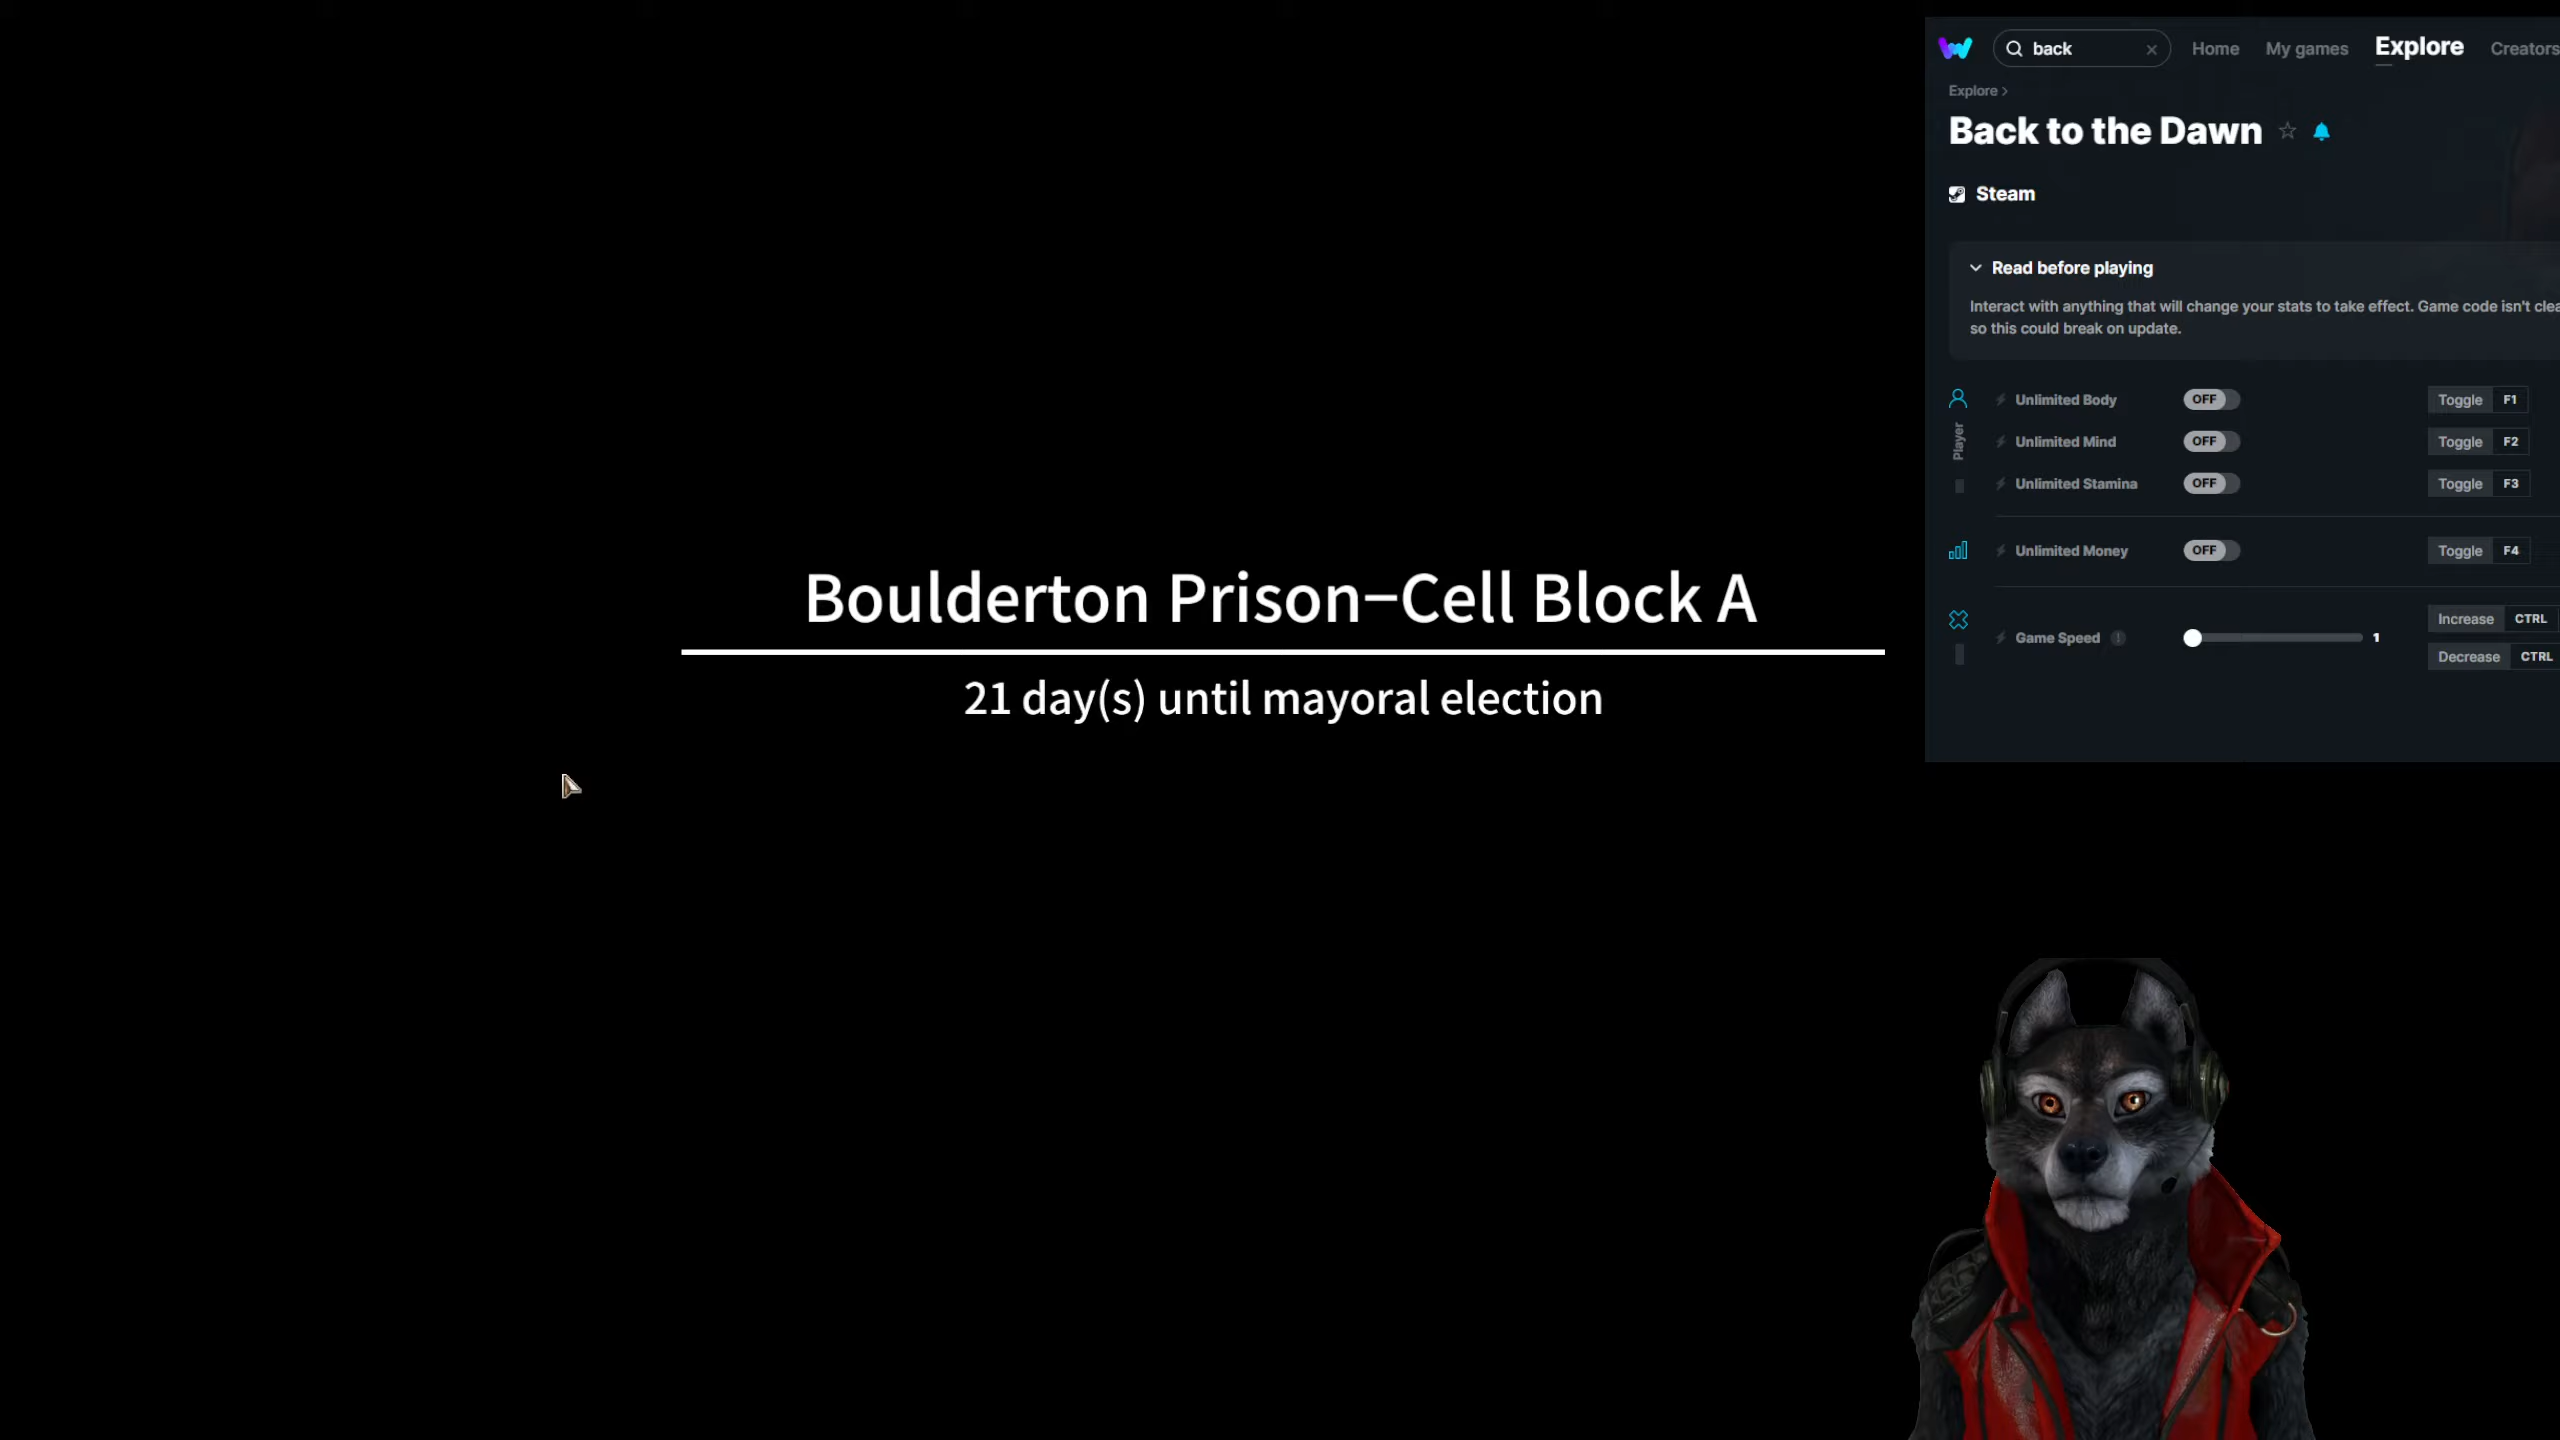 back
Home
My games
Explore
Creators
Explore >
Back to the Dawn
Steam
Read before playing
Interact with anything that will change your stats to take effect. Game code isn't clea
so this could break on update.
Player
Unlimited Body OFF Toggle F1
Unlimited Mind OFF Toggle F2
Unlimited Stamina OFF Toggle F3
Unlimited Money OFF Toggle F4
Game Speed 1
Increase CTRL
Decrease CTRL
Boulderton Prison–Cell Block A
21 day(s) until mayoral election